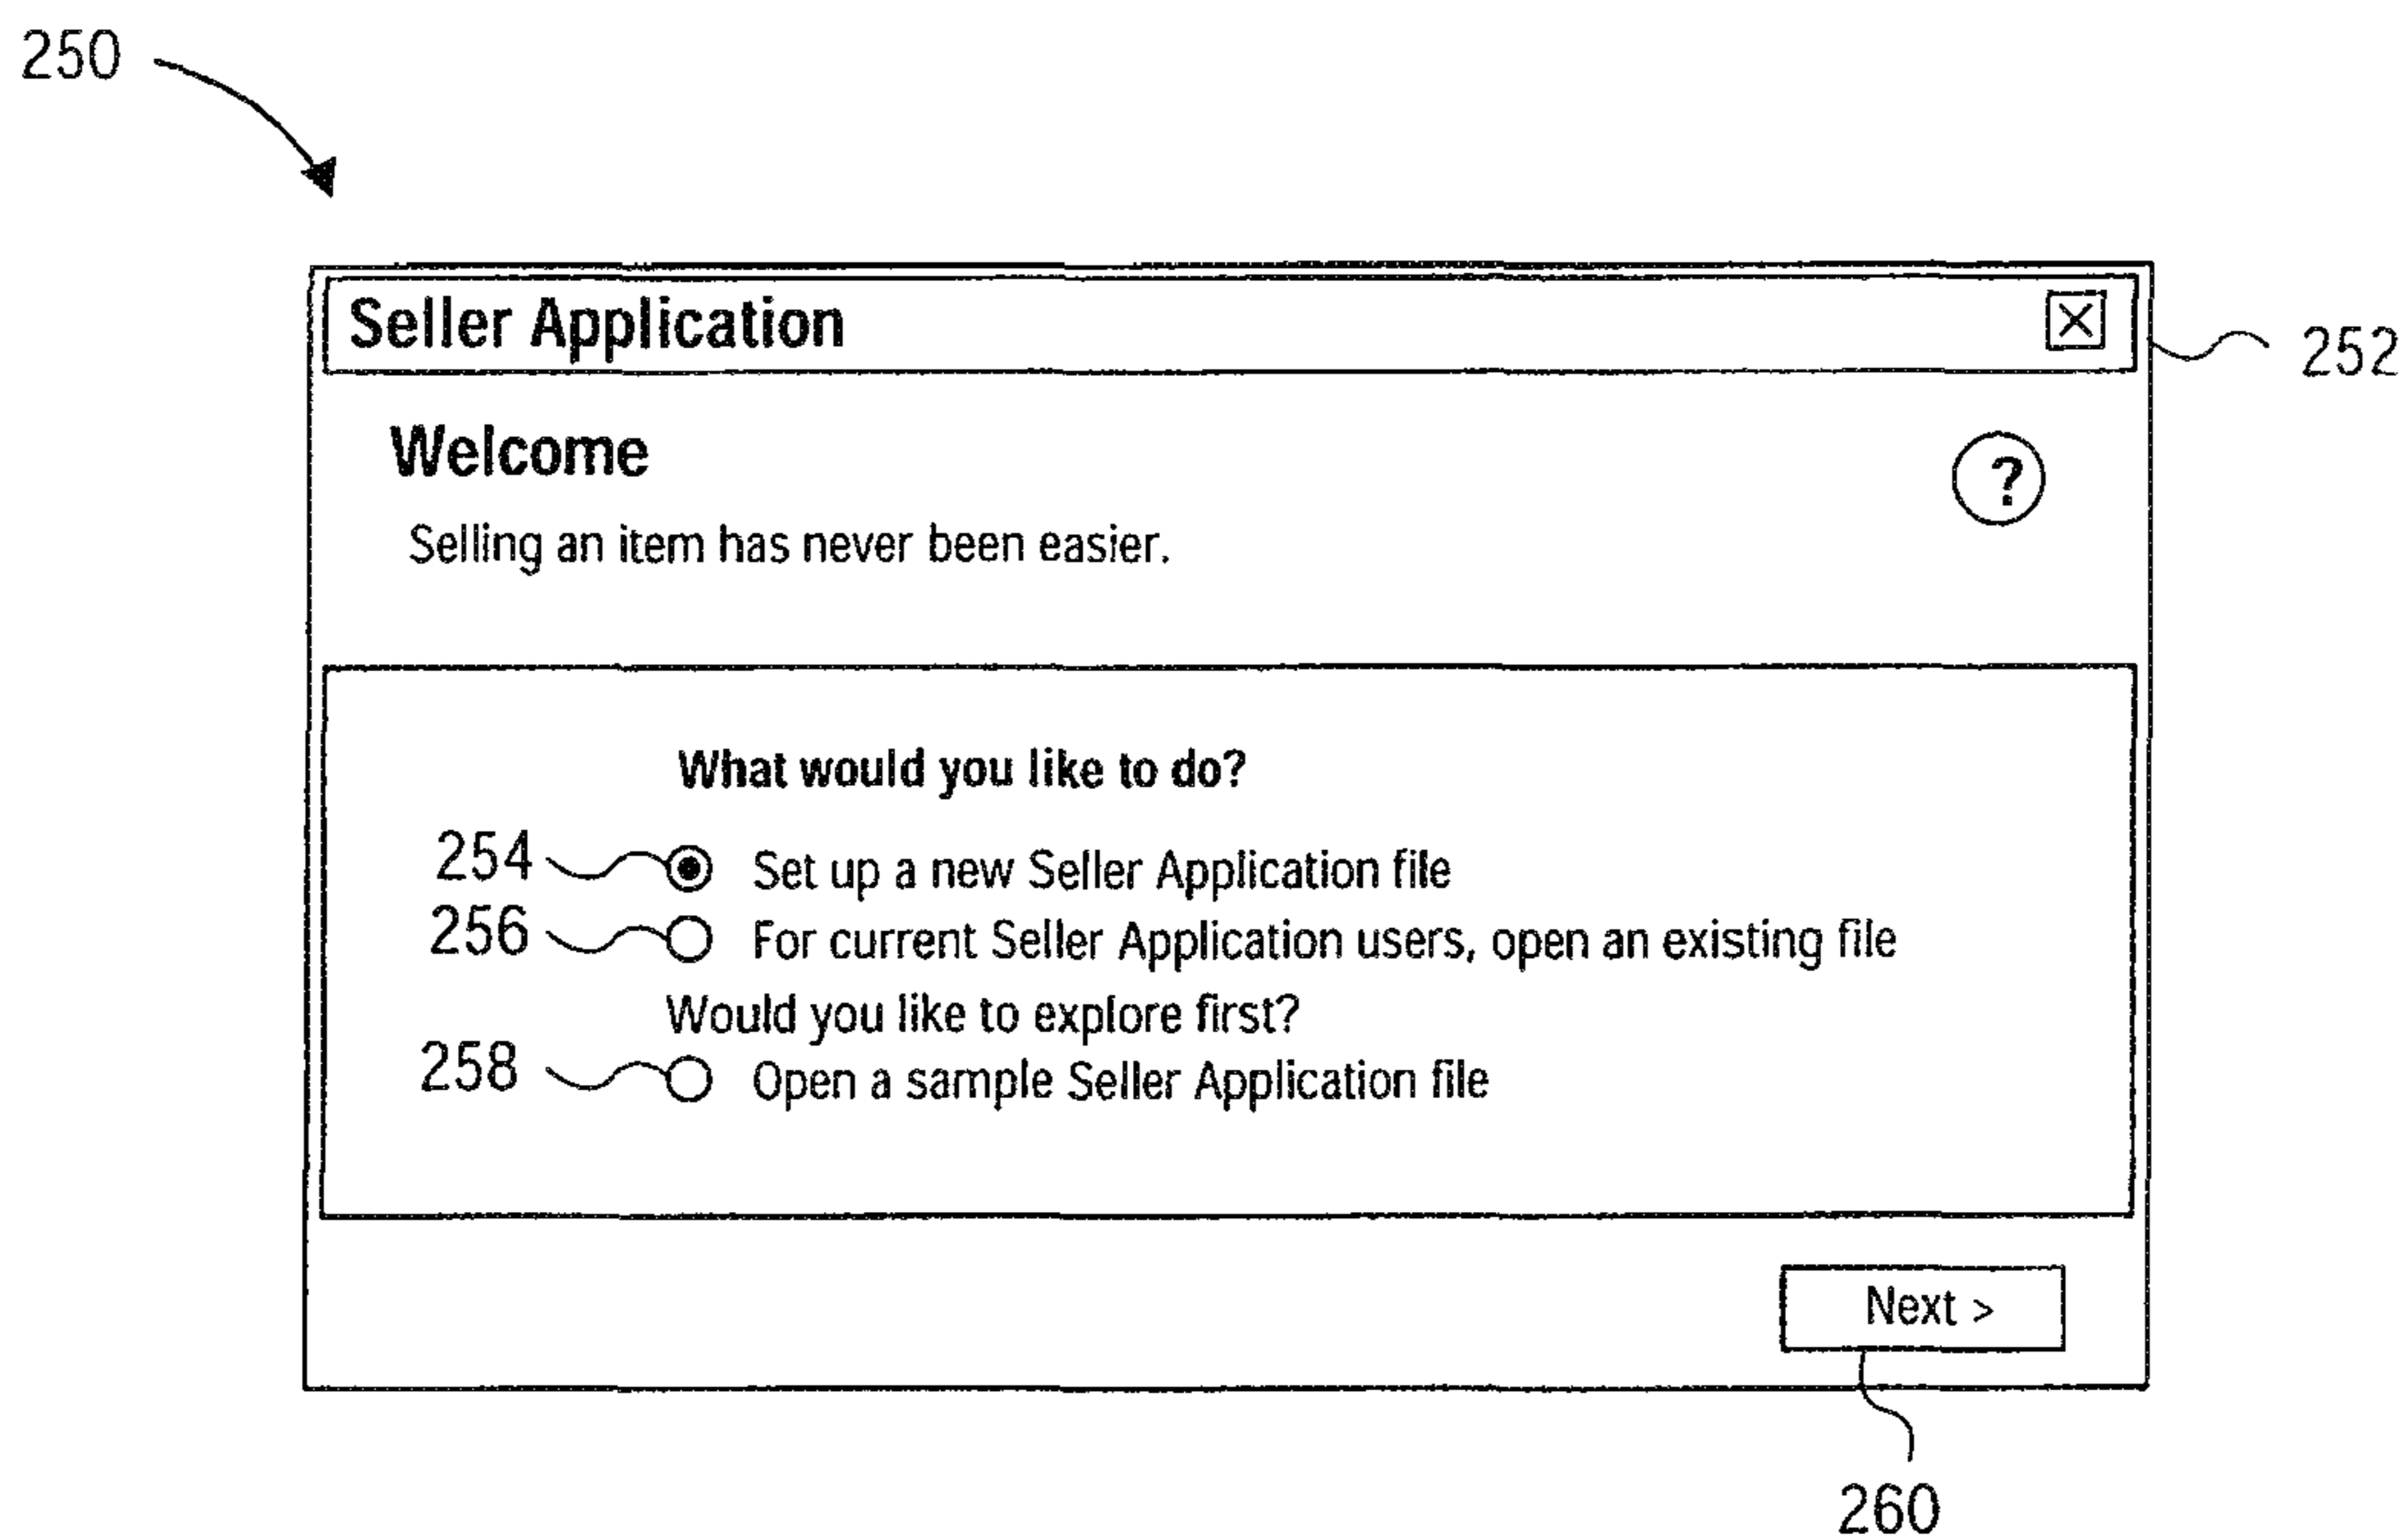 250
Seller Application
252
Welcome
?
Selling an item has never been easier.
What would you like to do?
254 Set up a new Seller Application file
256 For current Seller Application users, open an existing file
Would you like to explore first?
258 Open a sample Seller Application file
Next >
260